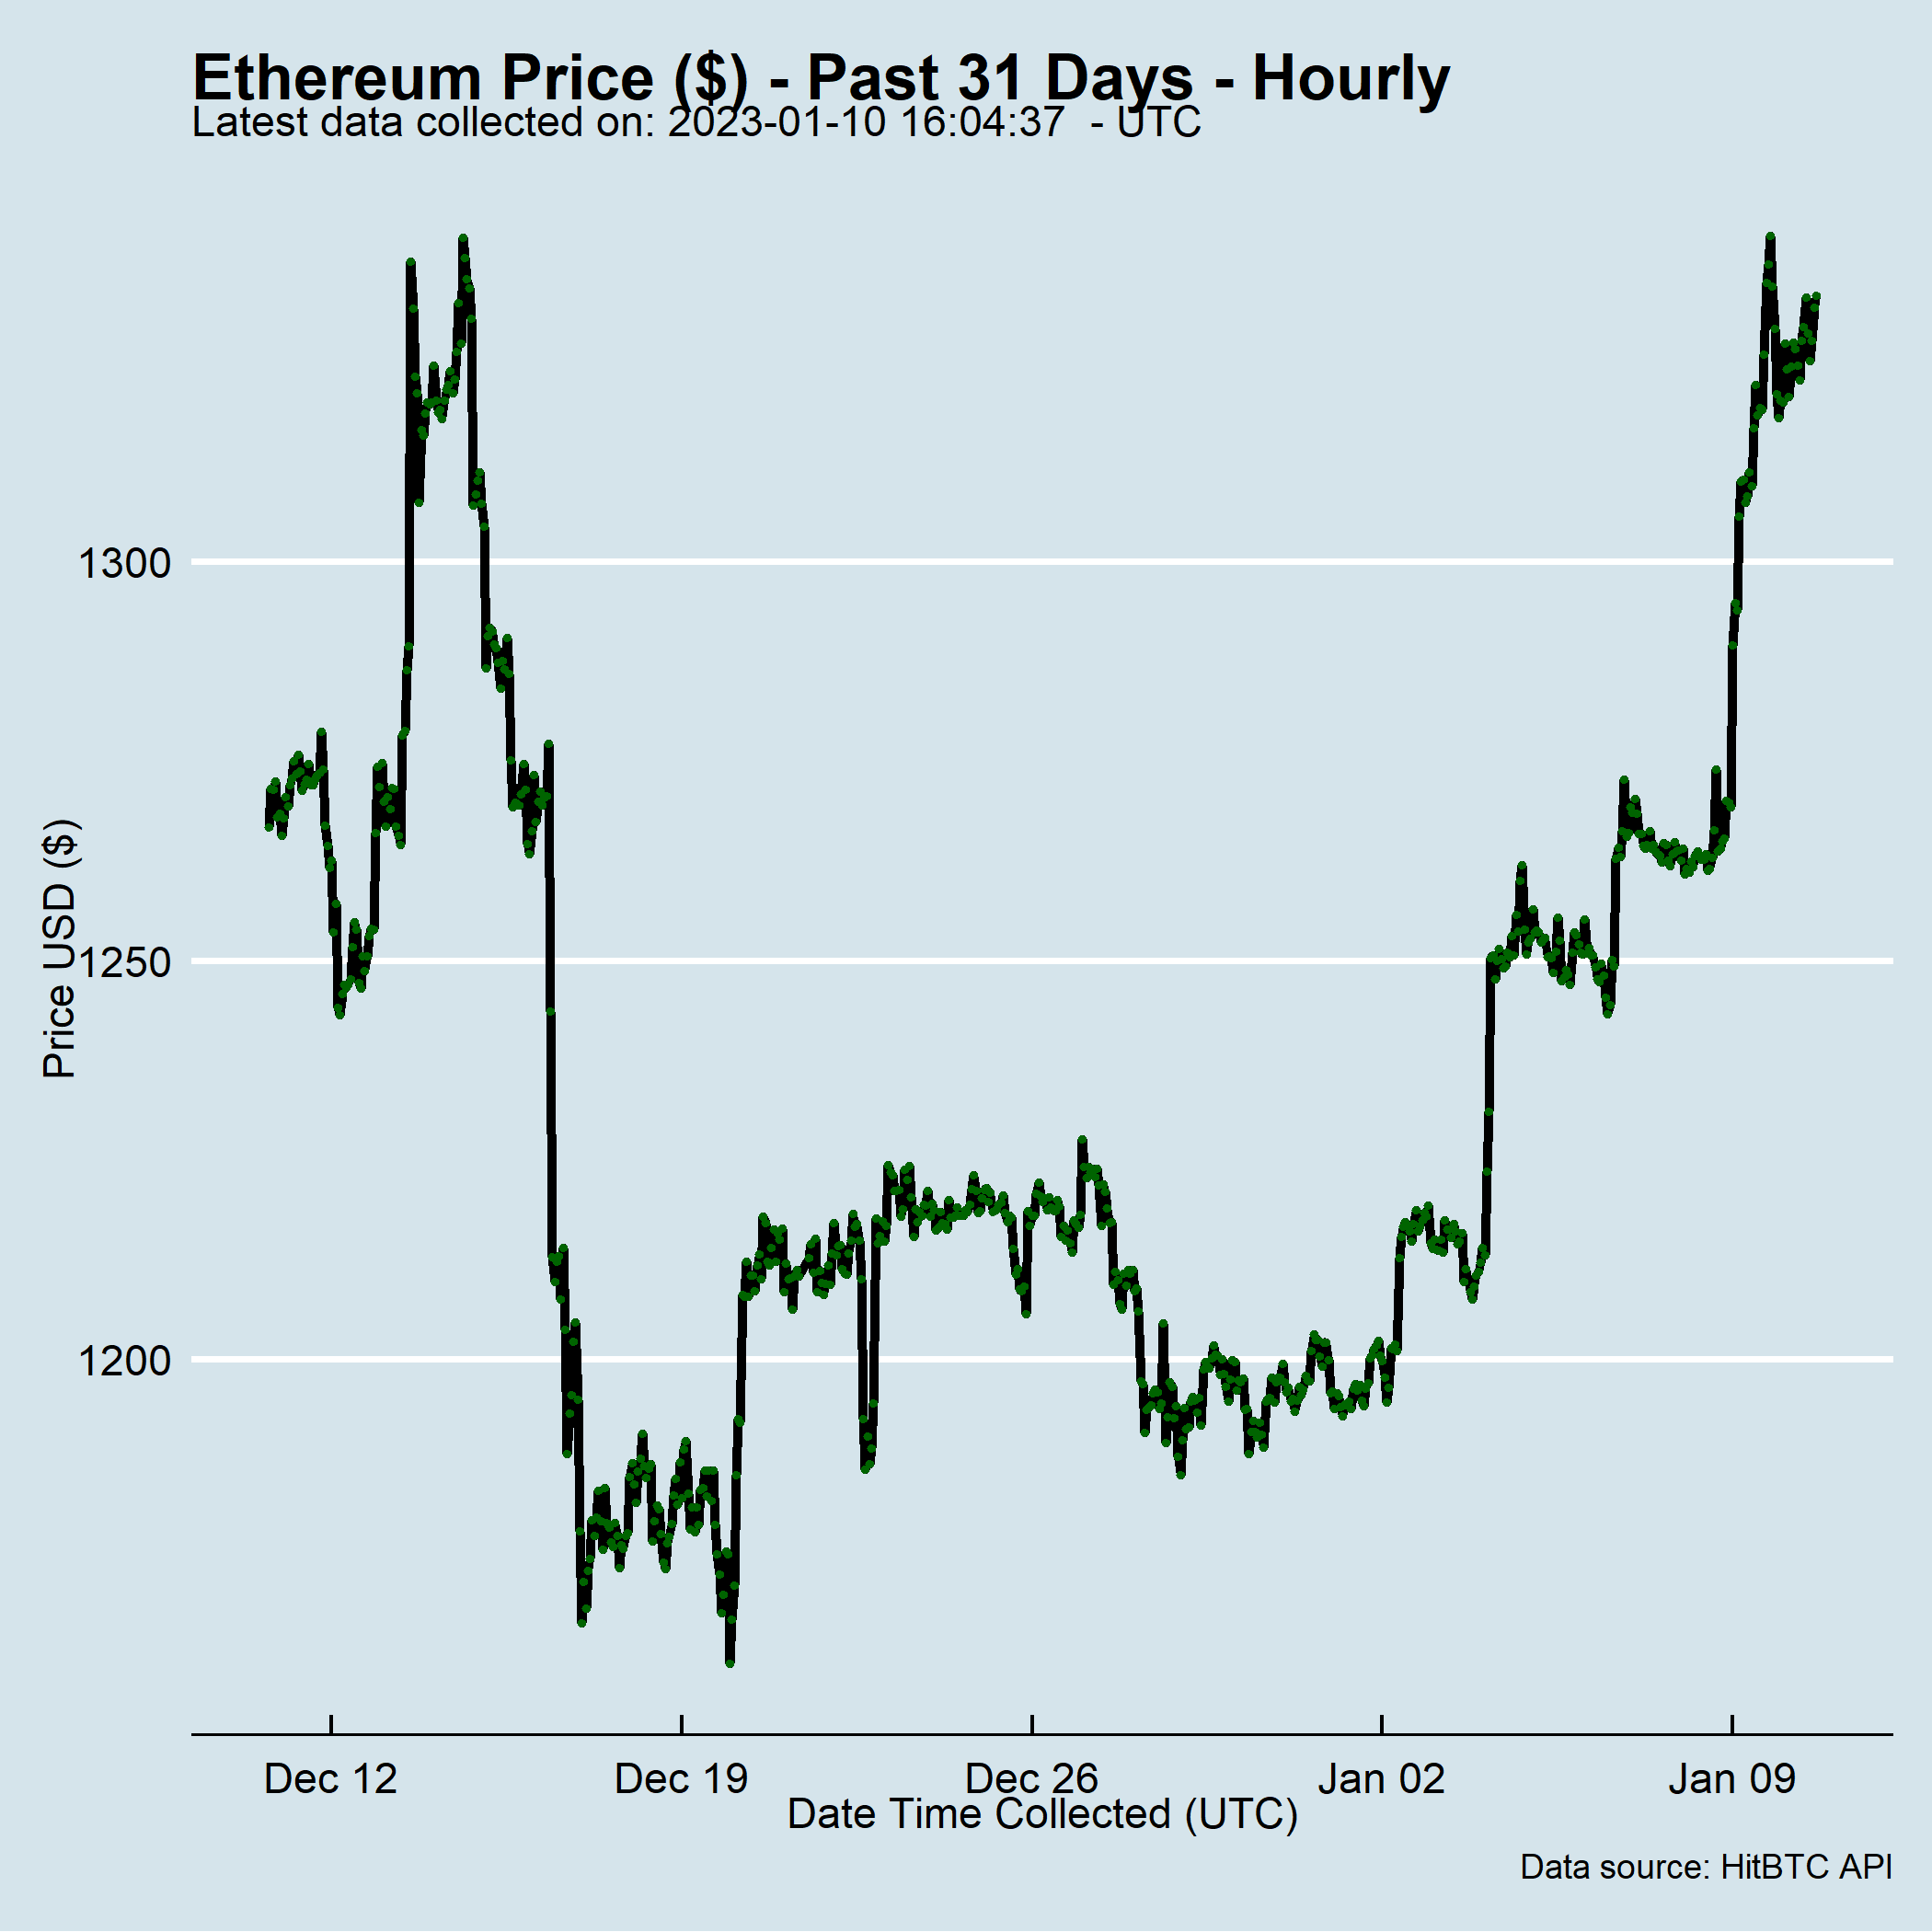 Ethereum Price ($) - Past 31 Days - Hourly
Latest data collected on: 2023-01-10 16:04:37  - UTC
1300
1250
1200
Price USD ($)
Dec 12
Dec 19
Dec 26
Jan 02
Jan 09
Date Time Collected (UTC)
Data source: HitBTC API